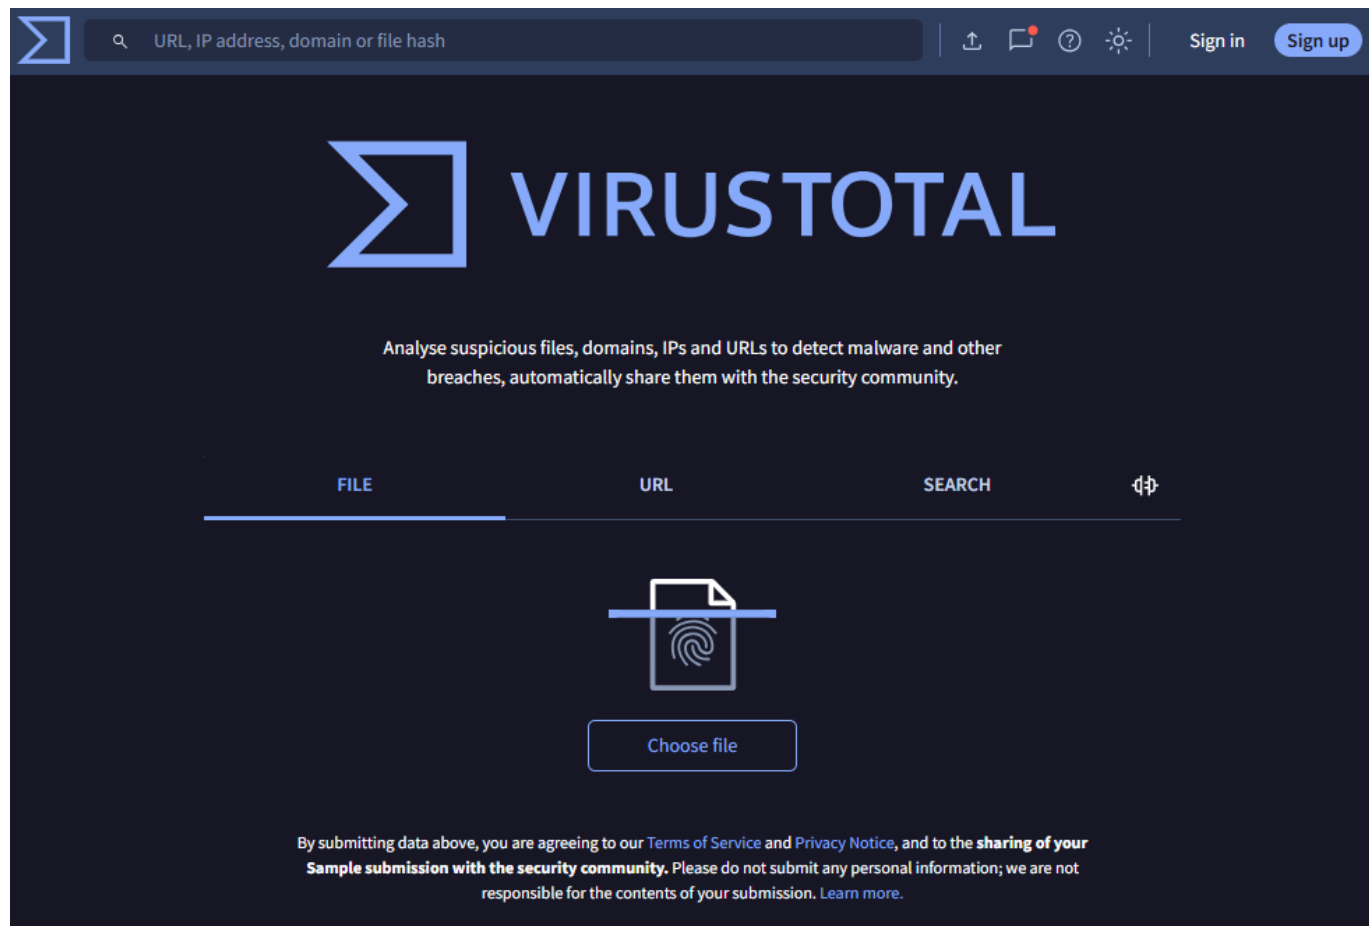 URL, IP address, domain or file hash
Sign in
Sign up
VIRUSTOTAL
Analyse suspicious files, domains, IPs and URLs to detect malware and other
breaches, automatically share them with the security community.
FILE
URL
SEARCH
Choose file
By submitting data above, you are agreeing to our Terms of Service and Privacy Notice, and to the sharing of your
Sample submission with the security community. Please do not submit any personal information; we are not
responsible for the contents of your submission. Learn more.